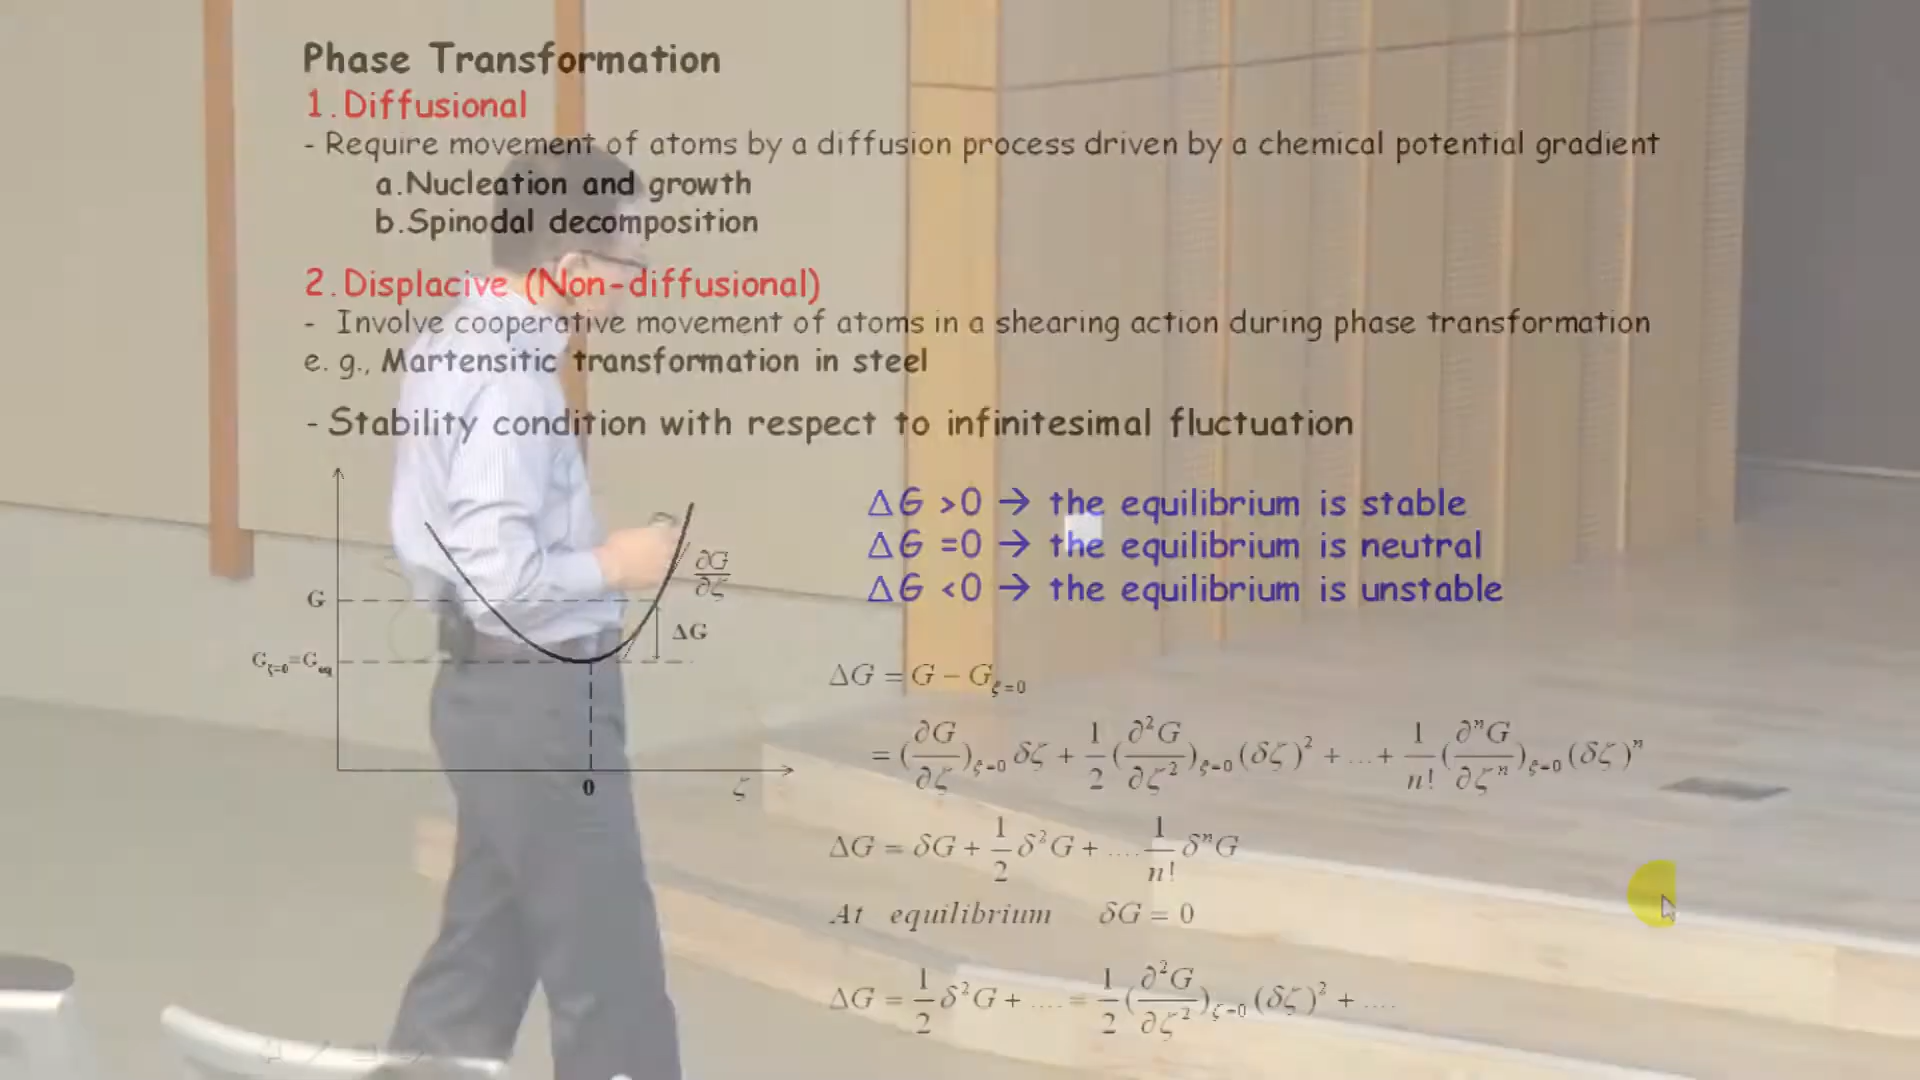 Phase Transformation
1. Diffusional
- Require movement of atoms by a diffusion process driven by a chemical potential gradient
a.Nucleation and growth
b.Spinodal decomposition
2. Displacive (Non-diffusional)
- Involve cooperative movement of atoms in a shearing action during phase transformation
e. g., Martensitic transformation in steel
- Stability condition with respect to infinitesimal fluctuation
G
G_{ζ=0}=G_{eq}
∂G/∂ζ
ΔG
0
ζ
ΔG >0 → the equilibrium is stable
ΔG =0 → the equilibrium is neutral
ΔG <0 → the equilibrium is unstable
ΔG = G − G_{ζ=0}
= (∂G/∂ζ)_{ζ=0} δζ + 1/2 (∂²G/∂ζ²)_{ζ=0} (δζ)² + ... + 1/n! (∂ⁿG/∂ζⁿ)_{ζ=0} (δζ)ⁿ
ΔG = δG + 1/2 δ²G + .... 1/n! δⁿG
At equilibrium δG = 0
ΔG = 1/2 δ²G + .... = 1/2 (∂²G/∂ζ²)_{ζ=0} (δζ)² + ....